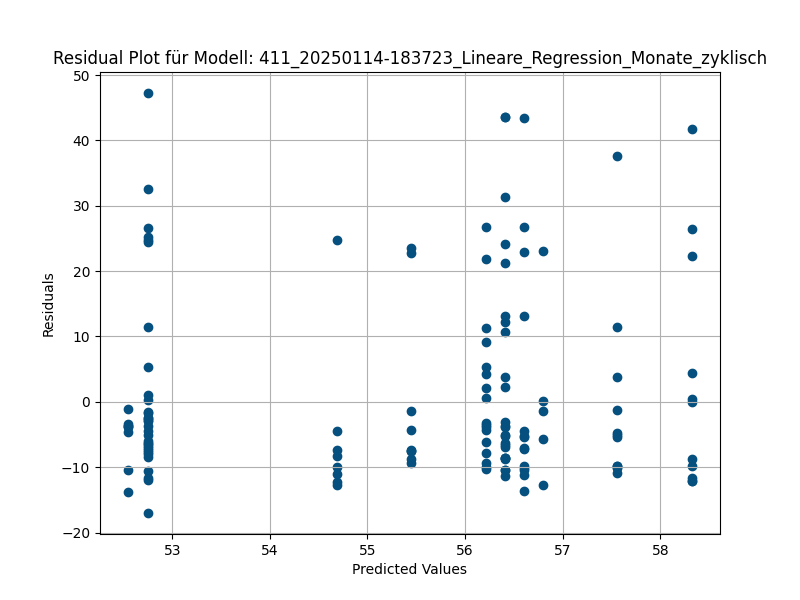 Residual Plot für Modell: 411_20250114-183723_Lineare_Regression_Monate_zyklisch
50
40
30
20
10
0
−10
−20
Residuals
53 54 55 56 57 58
Predicted Values